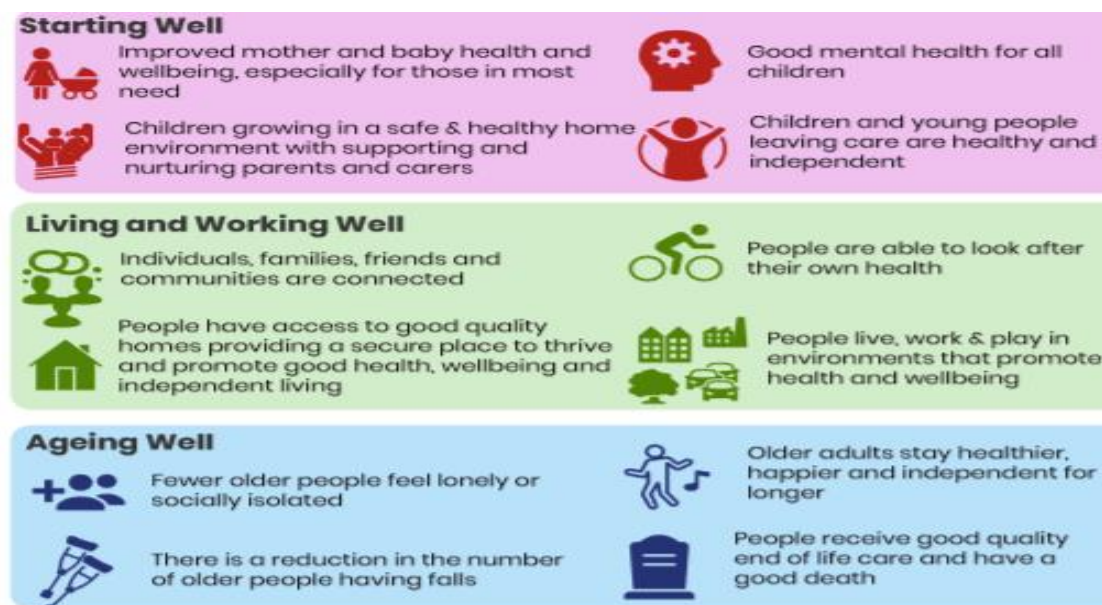 Starting Well
Improved mother and baby health and
wellbeing, especially for those in most
need
Good mental health for all
children
Children growing in a safe & healthy home
environment with supporting and
nurturing parents and carers
Children and young people
leaving care are healthy and
independent
Living and Working Well
Individuals, families, friends and
communities are connected
People are able to look after
their own health
People have access to good quality
homes providing a secure place to thrive
and promote good health, wellbeing and
independent living
People live, work & play in
environments that promote
health and wellbeing
Ageing Well
Fewer older people feel lonely or
socially isolated
Older adults stay healthier,
happier and independent for
longer
There is a reduction in the number
of older people having falls
People receive good quality
end of life care and have a
good death